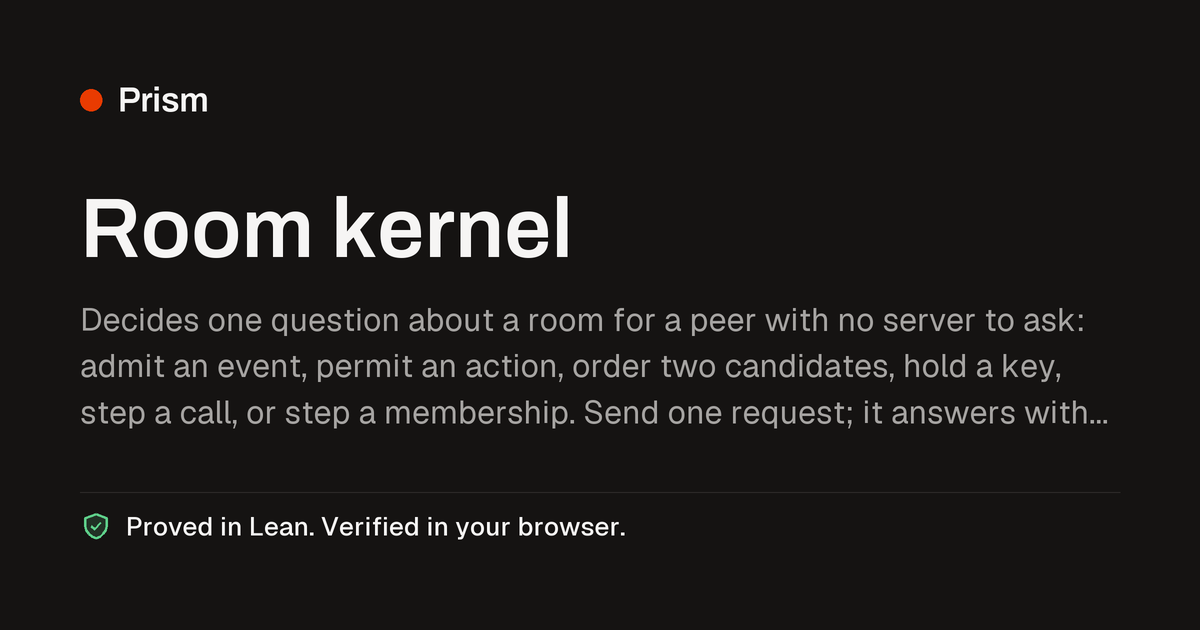 Prism
Room kernel
Decides one question about a room for a peer with no server to ask:
admit an event, permit an action, order two candidates, hold a key,
step a call, or step a membership. Send one request; it answers with...
Proved in Lean. Verified in your browser.